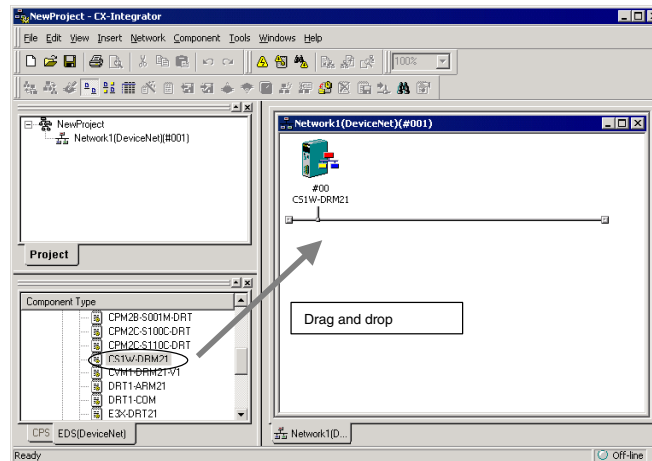 NewProject - CX-Integrator
File Edit View Insert Network Component Tools Windows Help
100%
NewProject
Network1(DeviceNet)(#001)
Project
Component Type
CPM2B-S001M-DRT
CPM2C-S100C-DRT
CPM2C-S110C-DRT
CS1W-DRM21
CVM1-DRM21-V1
DRT1-ARM21
DRT1-COM
E3X-DRT21
CPS EDS(DeviceNet)
Network1(DeviceNet)(#001)
#00
CS1W-DRM21
Drag and drop
Network1(D...
Ready
Off-line